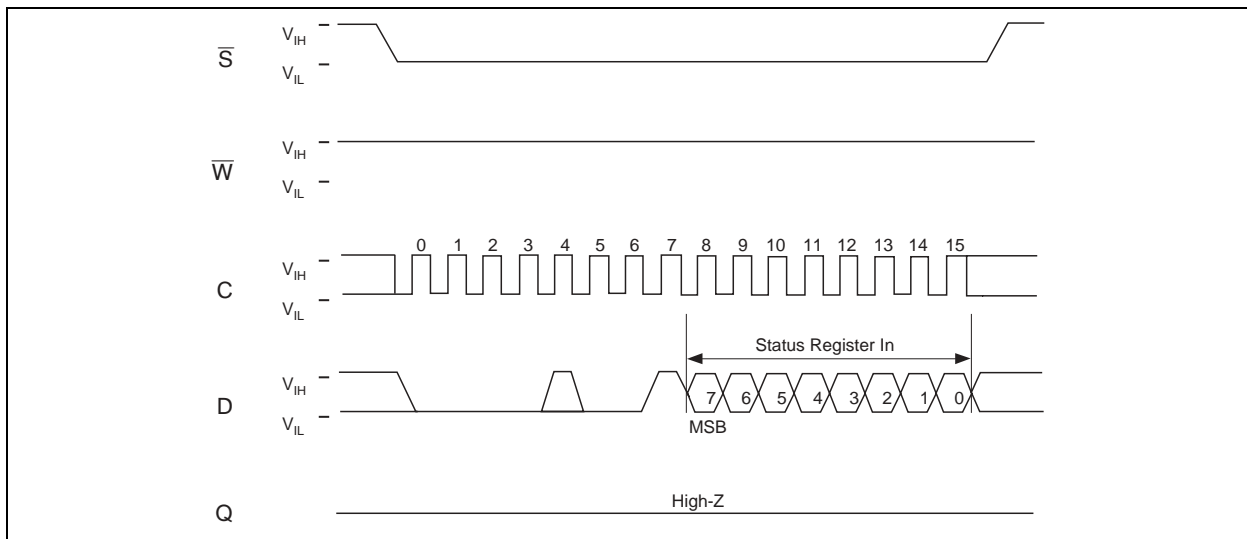 S̅
V_IH
V_IL
W̅
V_IH
V_IL
C
0 1 2 3 4 5 6 7 8 9 10 11 12 13 14 15
V_IH
V_IL
D
Status Register In
V_IH
V_IL
7 6 5 4 3 2 1 0
MSB
Q
High-Z